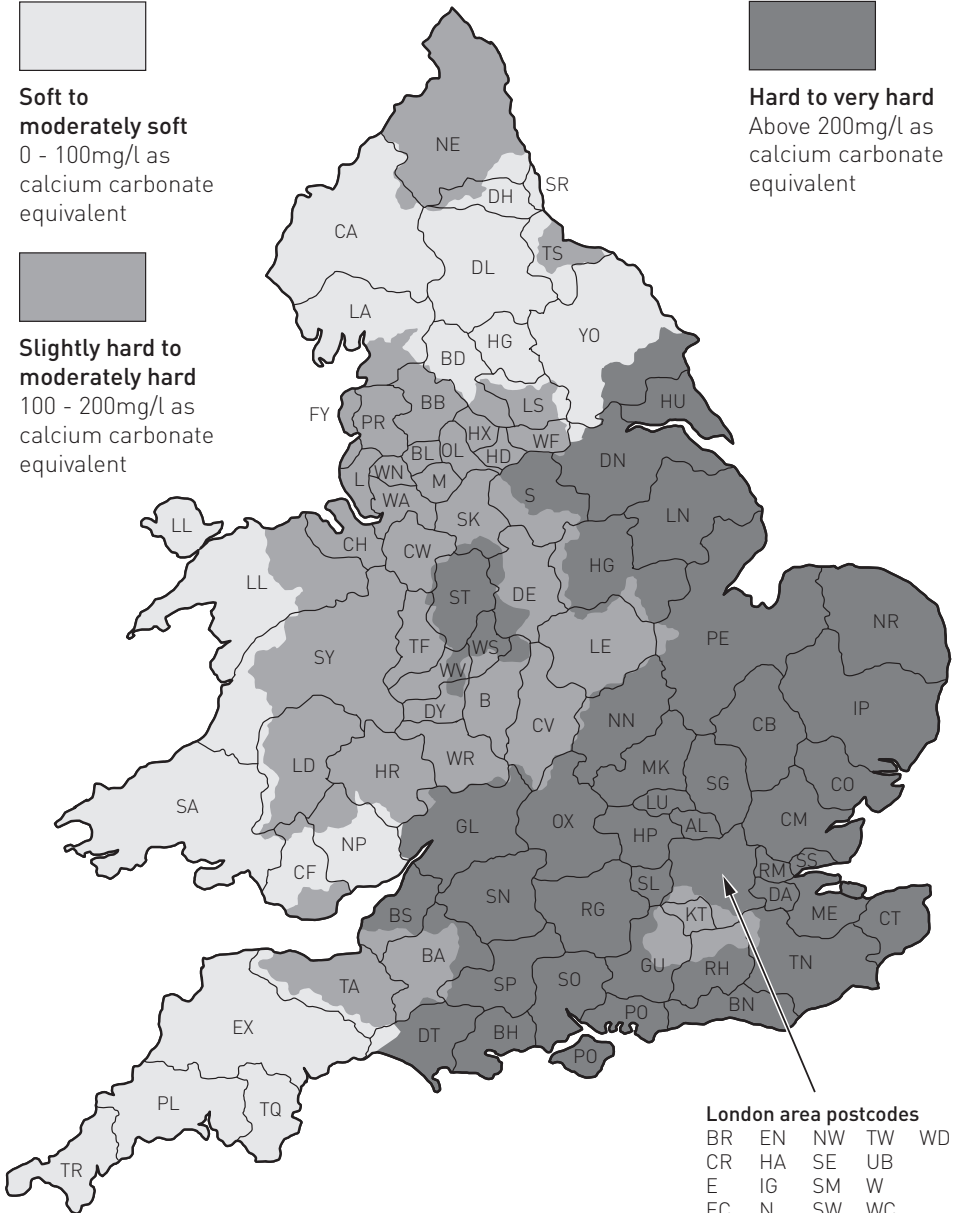 Soft to
moderately soft
0 - 100mg/l as
calcium carbonate
equivalent
Slightly hard to
moderately hard
100 - 200mg/l as
calcium carbonate
equivalent
Hard to very hard
Above 200mg/l as
calcium carbonate
equivalent
NE
SR
DH
CA
TS
DL
LA
YO
HG
BD
HU
FY
PR
BB
LS
HX
WF
BL
OL
HD
DN
L
WN
M
WA
S
LN
SK
LL
CH
CW
HG
LL
ST
DE
NR
PE
SY
TF
WS
LE
WV
B
IP
DY
NN
CB
CV
WR
LD
HR
MK
SG
CO
SA
LU
GL
OX
HP
AL
CM
NP
CF
SS
RM
SL
DA
SN
RG
BS
KT
ME
CT
BA
TN
GU
RH
TA
SP
SO
BN
PO
EX
DT
BH
PO
PL
TQ
TR
London area postcodes
BR EN NW TW WD
CR HA SE UB
E IG SM W
EC N SW WC